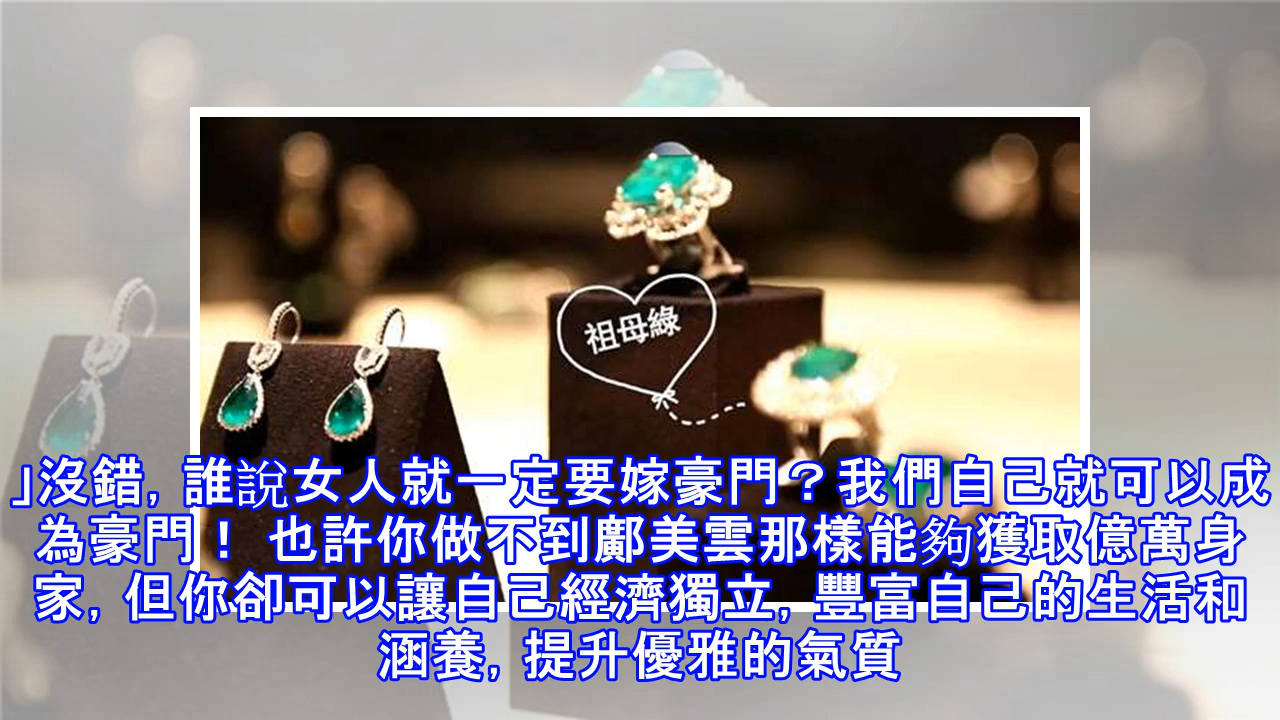 祖母綠
」沒錯, 誰說女人就一定要嫁豪門？我們自己就可以成
為豪門！ 也許你做不到鄺美雲那樣能夠獲取億萬身
家, 但你卻可以讓自己經濟獨立, 豐富自己的生活和
涵養, 提升優雅的氣質